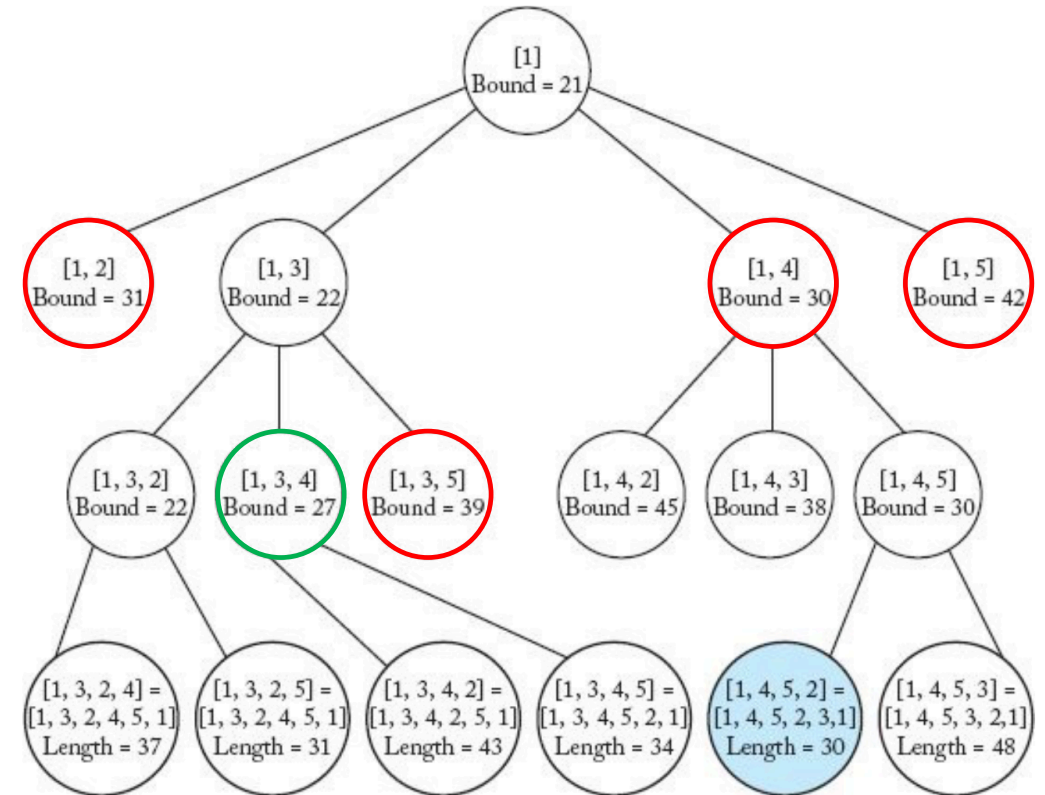 [1]
Bound = 21
[1, 2]
Bound = 31
[1, 3]
Bound = 22
[1, 4]
Bound = 30
[1, 5]
Bound = 42
[1, 3, 2]
Bound = 22
[1, 3, 4]
Bound = 27
[1, 3, 5]
Bound = 39
[1, 4, 2]
Bound = 45
[1, 4, 3]
Bound = 38
[1, 4, 5]
Bound = 30
[1, 3, 2, 4] =
[1, 3, 2, 4, 5, 1]
Length = 37
[1, 3, 2, 5] =
[1, 3, 2, 4, 5, 1]
Length = 31
[1, 3, 4, 2] =
[1, 3, 4, 2, 5, 1]
Length = 43
[1, 3, 4, 5] =
[1, 3, 4, 5, 2, 1]
Length = 34
[1, 4, 5, 2] =
[1, 4, 5, 2, 3,1]
Length = 30
[1, 4, 5, 3] =
[1, 4, 5, 3, 2,1]
Length = 48